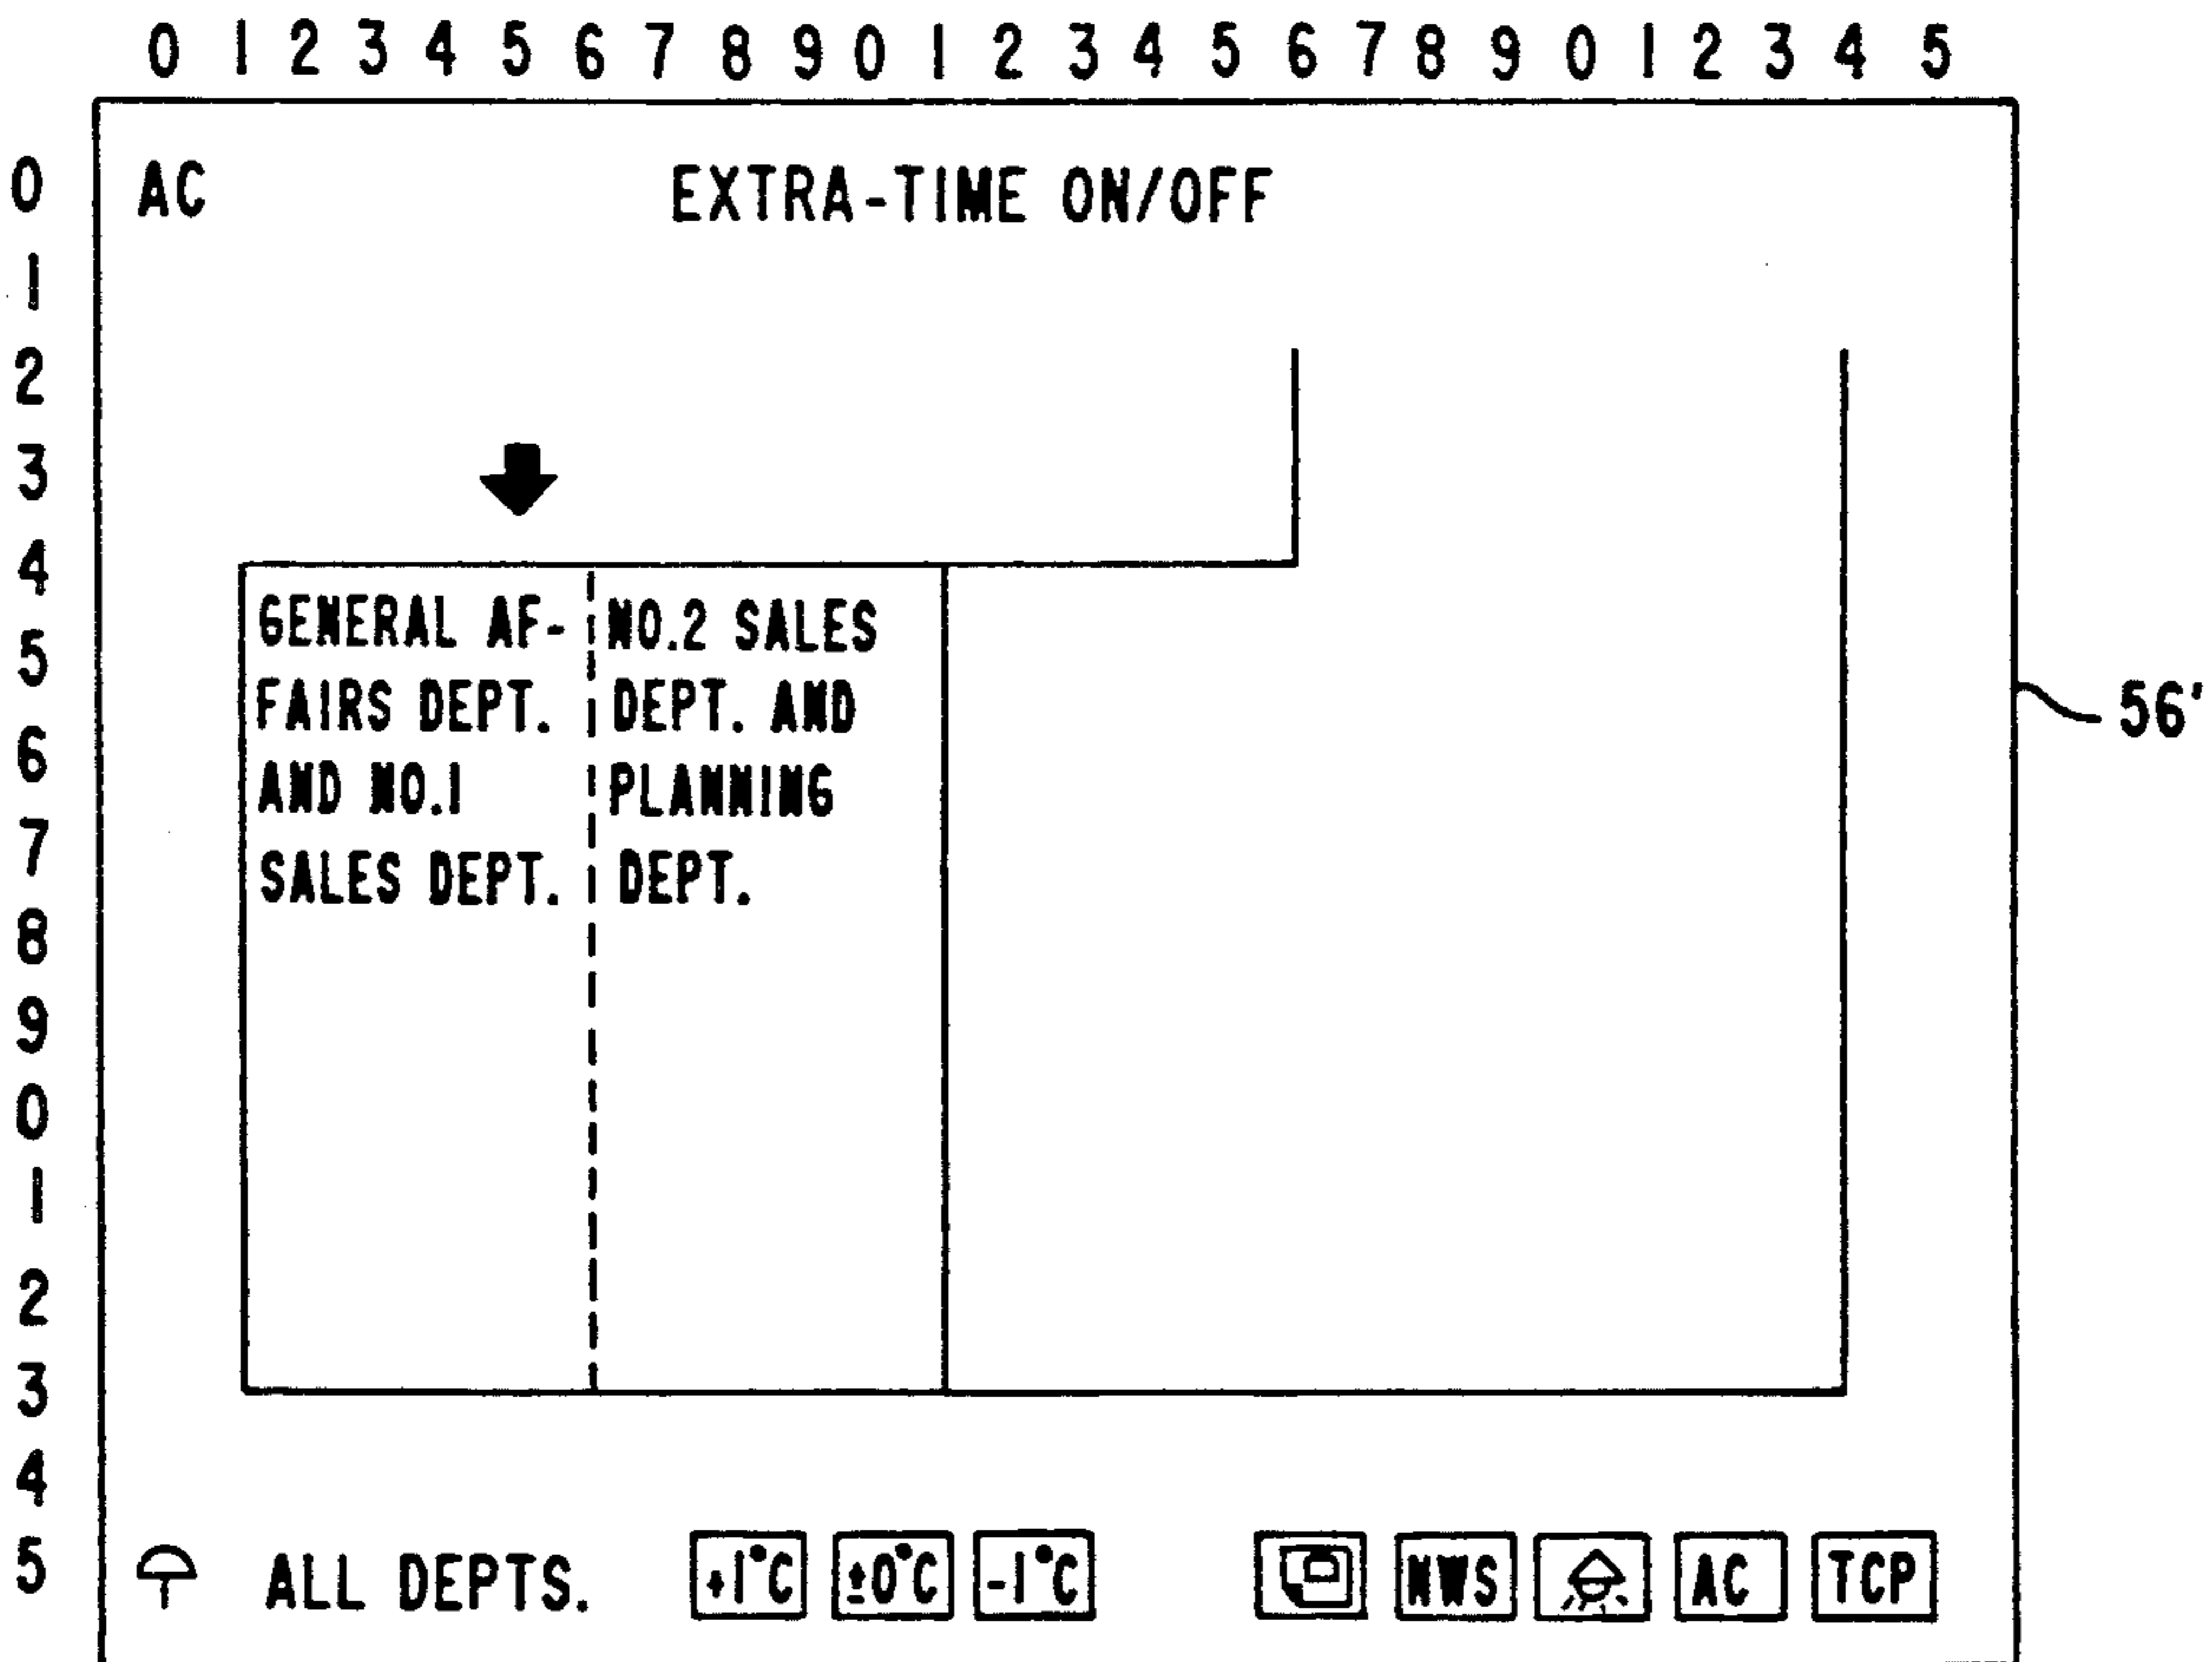 0 1 2 3 4 5 6 7 8 9 0 1 2 3 4 5 6 7 8 9 0 1 2 3 4 5
0 AC EXTRA-TIME ON/OFF
1
2
3
4
GENERAL AF- NO.2 SALES
5
FAIRS DEPT. DEPT. AND
56'
6
AND NO.1 PLANNING
7
SALES DEPT. DEPT.
8
9
0
1
2
3
4
5 ALL DEPTS. +1°C ±0°C -1°C NWS AC TCP